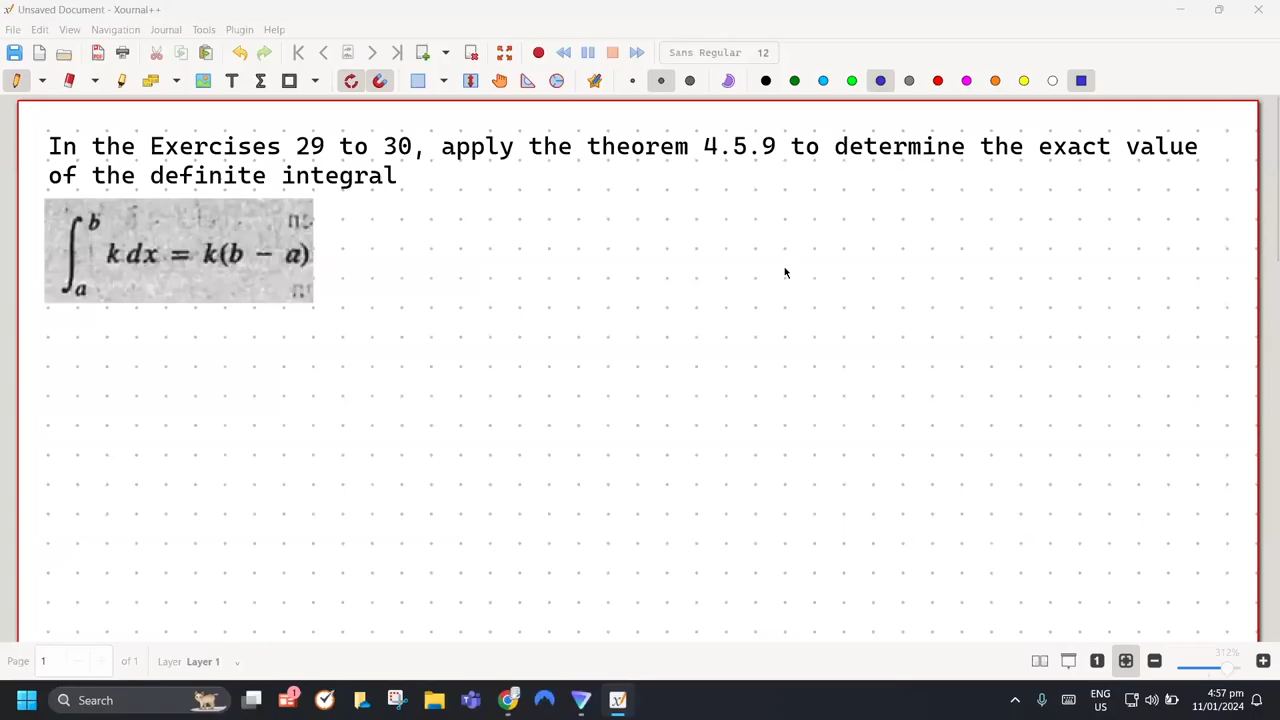 Unsaved Document - Xournal++
File Edit View Navigation Journal Tools Plugin Help
Sans Regular 12
In the Exercises 29 to 30, apply the theorem 4.5.9 to determine the exact value
of the definite integral
∫_a^b k dx = k(b − a)
Page 1 of 1 Layer Layer 1 312%
Search
ENG
US
4:57 pm
11/01/2024